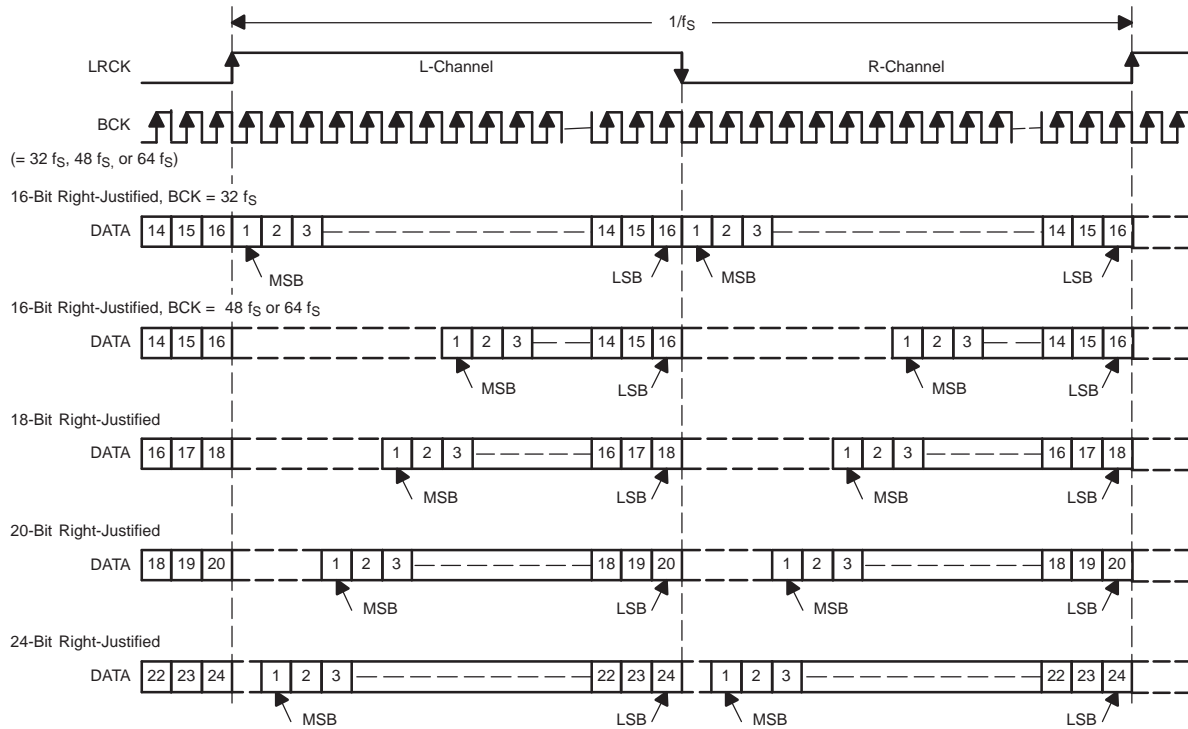 1/fS
LRCK L-Channel R-Channel
BCK
(= 32 fS, 48 fS, or 64 fS)
16-Bit Right-Justified, BCK = 32 fS
DATA 14 15 16 1 2 3 14 15 16 1 2 3 14 15 16
MSB LSB MSB LSB
16-Bit Right-Justified, BCK = 48 fS or 64 fS
DATA 14 15 16 1 2 3 14 15 16 1 2 3 14 15 16
MSB LSB MSB LSB
18-Bit Right-Justified
DATA 16 17 18 1 2 3 16 17 18 1 2 3 16 17 18
MSB LSB MSB LSB
20-Bit Right-Justified
DATA 18 19 20 1 2 3 18 19 20 1 2 3 18 19 20
MSB LSB MSB LSB
24-Bit Right-Justified
DATA 22 23 24 1 2 3 22 23 24 1 2 3 22 23 24
MSB LSB MSB LSB